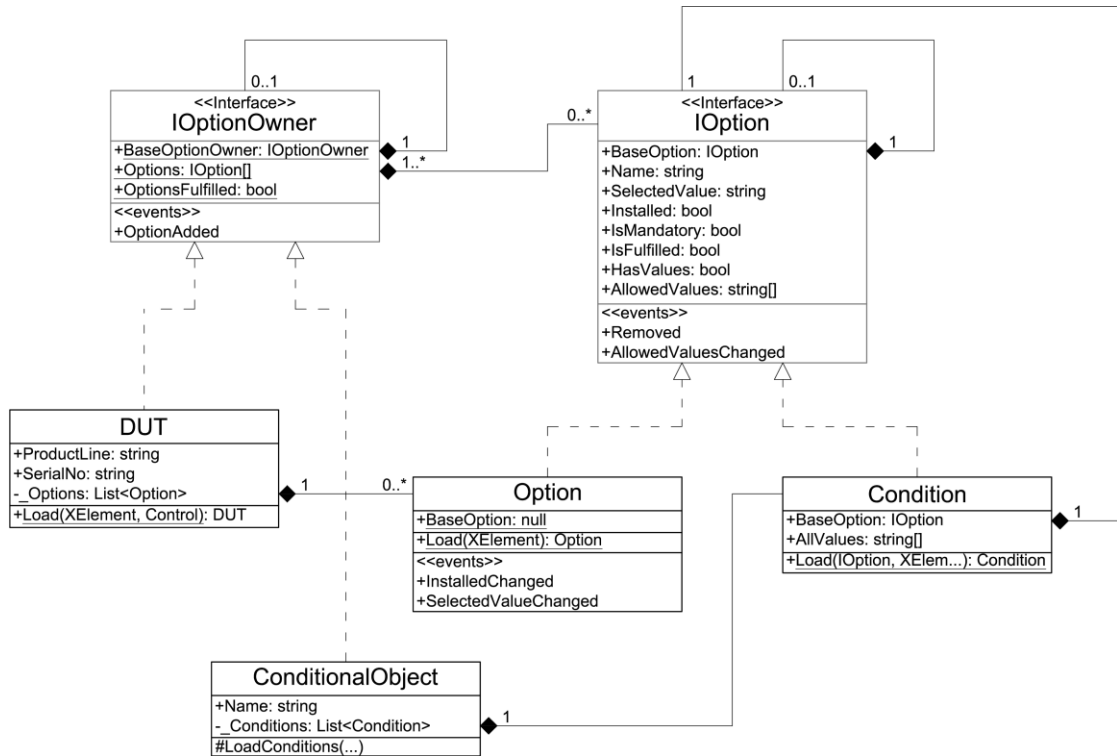 0..1
<<Interface>>
IOptionOwner
+BaseOptionOwner: IOptionOwner
+Options: IOption[]
+OptionsFulfilled: bool
<<events>>
+OptionAdded
1
1..*
0..*
1
0..1
<<Interface>>
IOption
+BaseOption: IOption
+Name: string
+SelectedValue: string
+Installed: bool
+IsMandatory: bool
+IsFulfilled: bool
+HasValues: bool
+AllowedValues: string[]
<<events>>
+Removed
+AllowedValuesChanged
1
DUT
+ProductLine: string
+SerialNo: string
-_Options: List<Option>
+Load(XElement, Control): DUT
1
0..*
Option
+BaseOption: null
+Load(XElement): Option
<<events>>
+InstalledChanged
+SelectedValueChanged
Condition
+BaseOption: IOption
+AllValues: string[]
+Load(IOption, XElem...): Condition
1
ConditionalObject
+Name: string
-_Conditions: List<Condition>
#LoadConditions(...)
1